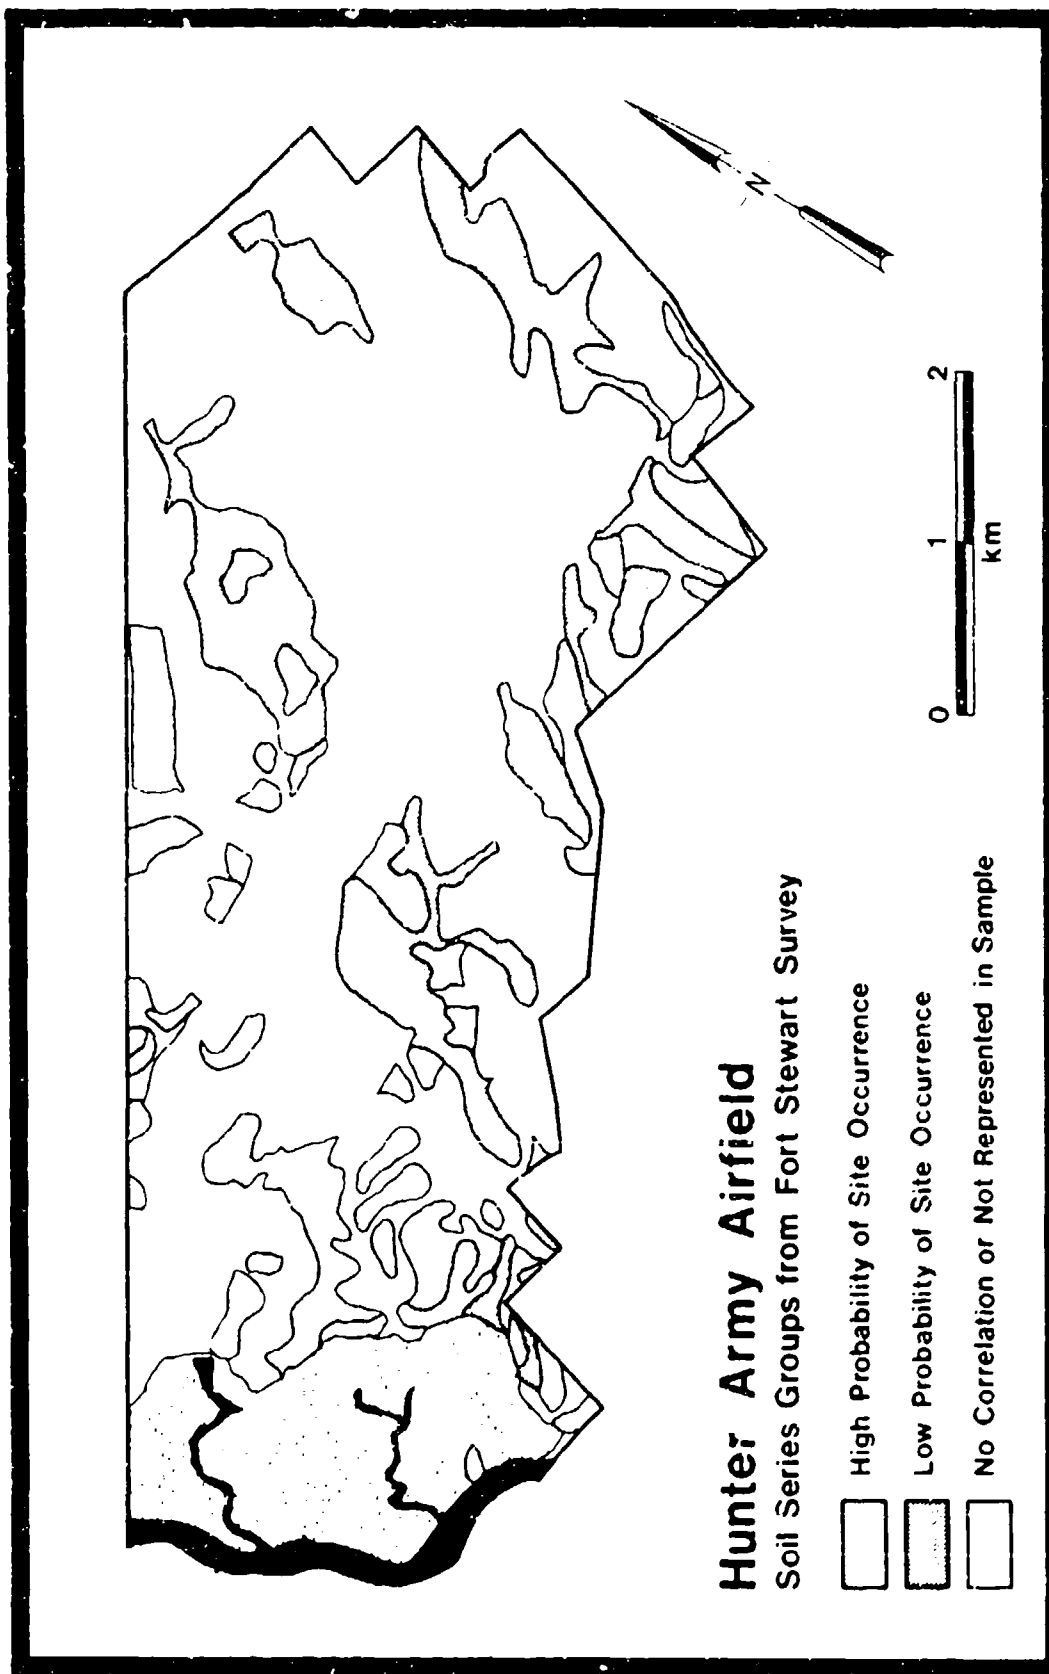 Hunter Army Airfield
Soil Series Groups from Fort Stewart Survey
High Probability of Site Occurrence
Low Probability of Site Occurrence
No Correlation or Not Represented in Sample
0 1 2
km
N